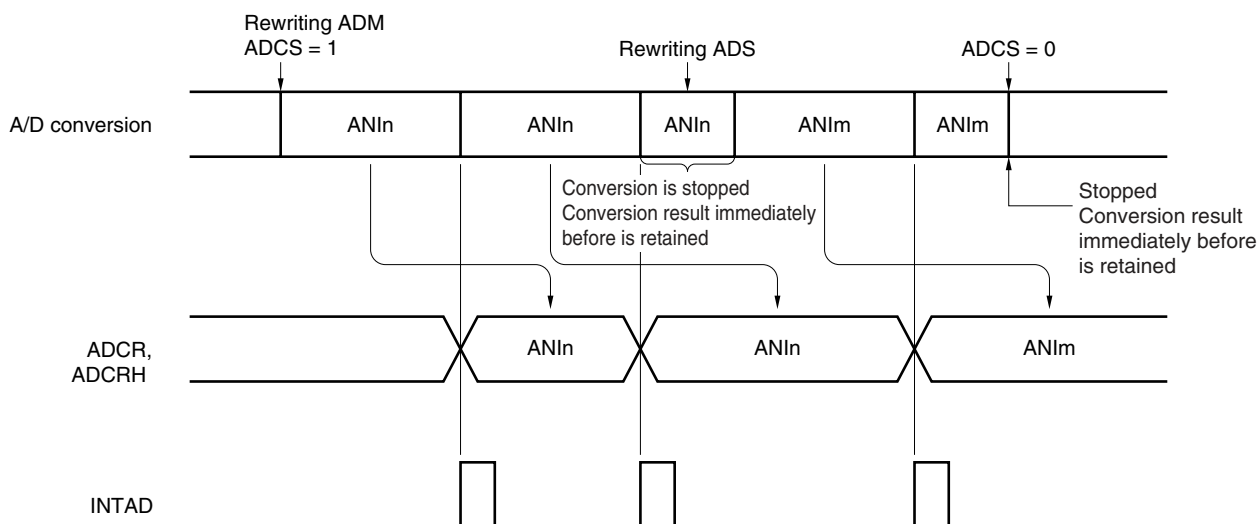 Rewriting ADM
ADCS = 1
Rewriting ADS
ADCS = 0
A/D conversion
ANIn
ANIn
ANIn
ANIm
ANIm
Conversion is stopped
Conversion result immediately
before is retained
Stopped
Conversion result
immediately before
is retained
ADCR,
ADCRH
ANIn
ANIn
ANIm
INTAD